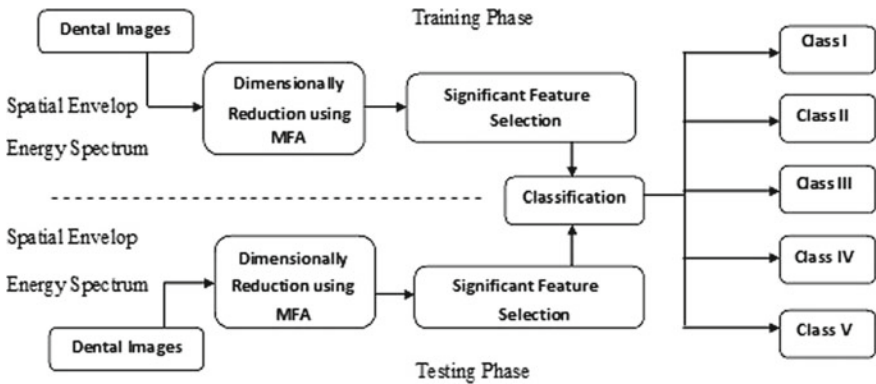 Training Phase
Dental Images
Spatial Envelop
Energy Spectrum
Dimensionally
Reduction using
MFA
Significant Feature
Selection
Classification
Class I
Class II
Class III
Class IV
Class V
Spatial Envelop
Energy Spectrum
Dimensionally
Reduction using
MFA
Significant Feature
Selection
Dental Images
Testing Phase